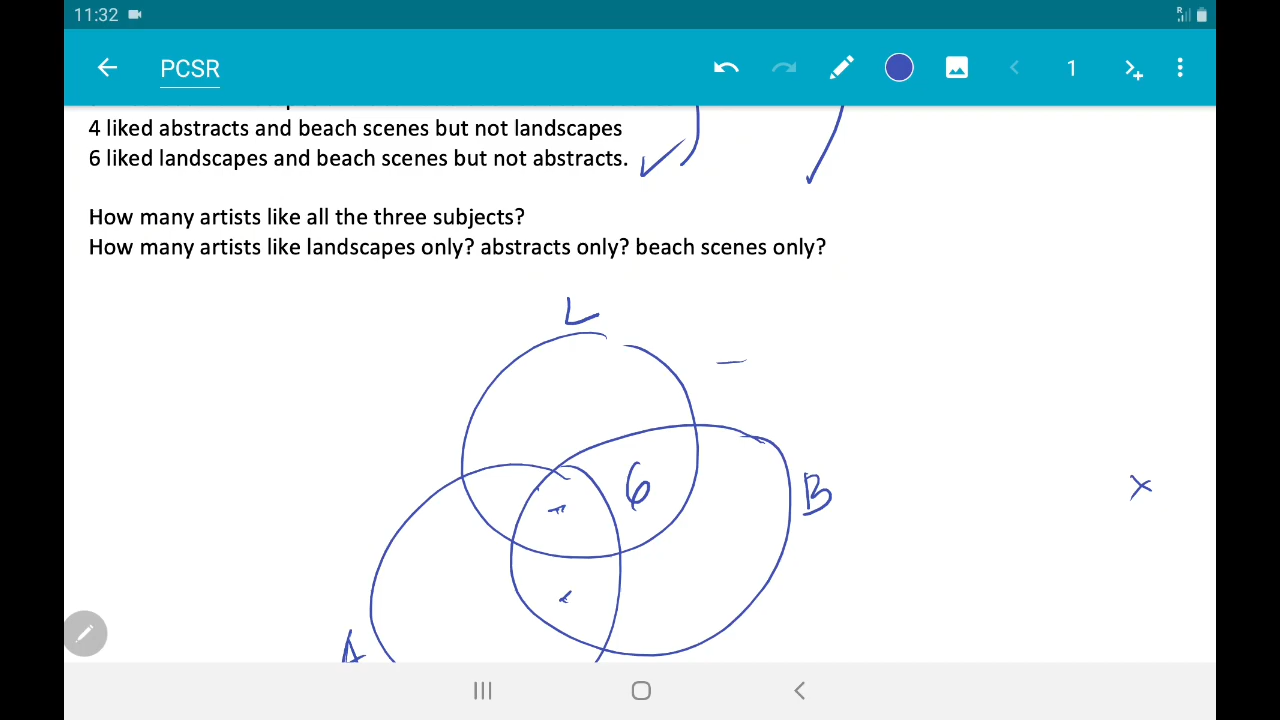 11:32
R
PCSR
1
4 liked abstracts and beach scenes but not landscapes
6 liked landscapes and beach scenes but not abstracts.
How many artists like all the three subjects?
How many artists like landscapes only? abstracts only? beach scenes only?
L
6
B
x
A